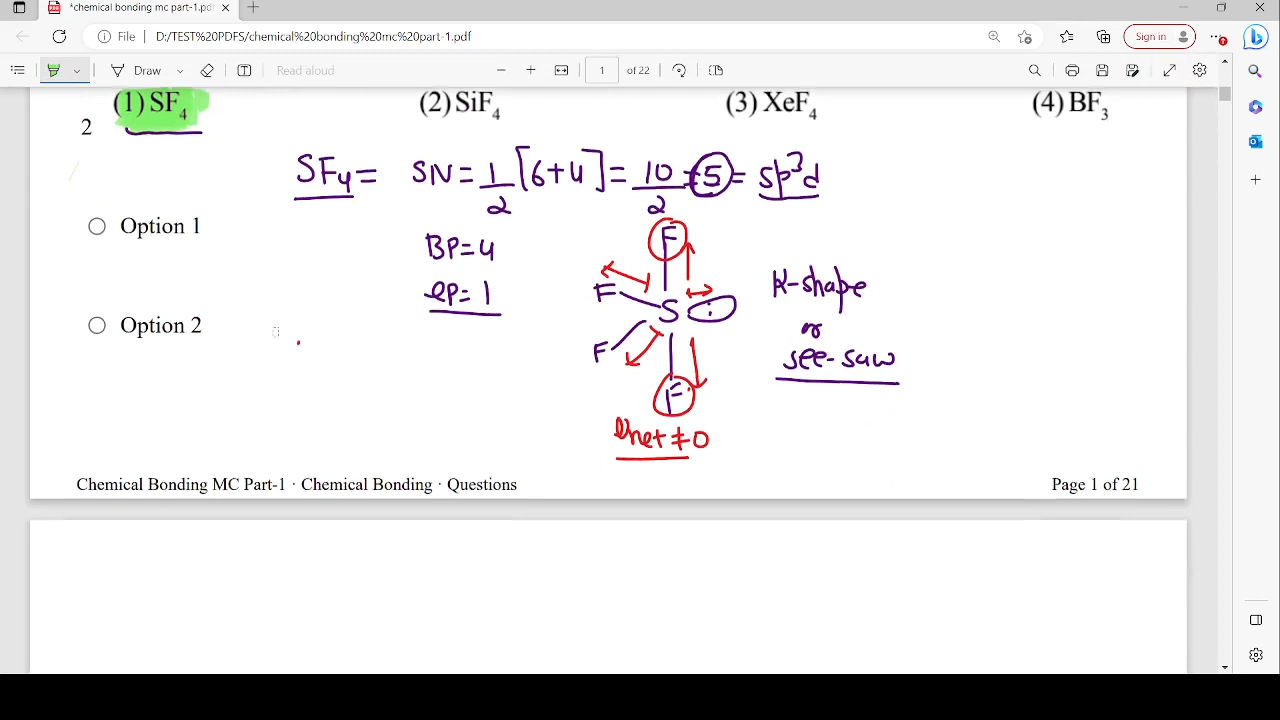 *chemical bonding mc part-1.pdf
File D:/TEST%20PDFS/chemical%20bonding%20mc%20part-1.pdf
Sign in
Draw Read aloud 1 of 22
2
(1) SF4 (2) SiF4 (3) XeF4 (4) BF3
SF4 = SN = 1/2 [6+4] = 10/2 = 5 = sp3d
Option 1
BP=4
lp=1
F
F
S :
F
F
K-shape
or
see-saw
Option 2
μnet ≠ 0
Chemical Bonding MC Part-1 · Chemical Bonding · Questions Page 1 of 21